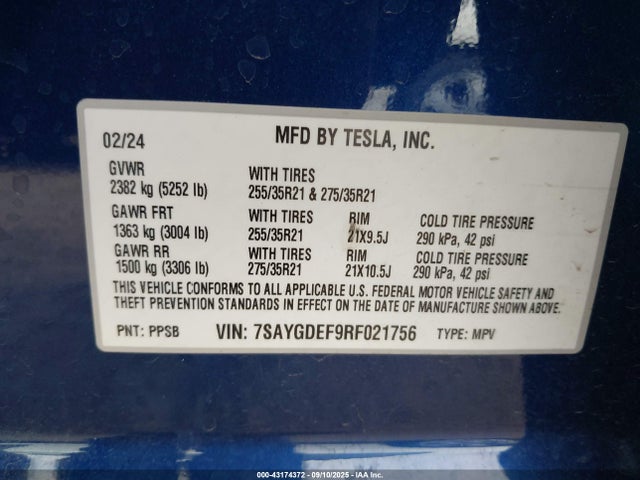 02/24 MFD BY TESLA, INC.
GVWR WITH TIRES
2382 kg (5252 lb) 255/35R21 & 275/35R21
GAWR FRT WITH TIRES RIM COLD TIRE PRESSURE
1363 kg (3004 lb) 255/35R21 21X9.5J 290 kPa, 42 psi
GAWR RR WITH TIRES RIM COLD TIRE PRESSURE
1500 kg (3306 lb) 275/35R21 21X10.5J 290 kPa, 42 psi
THIS VEHICLE CONFORMS TO ALL APPLICABLE U.S. FEDERAL MOTOR VEHICLE SAFETY AND
THEFT PREVENTION STANDARDS IN EFFECT ON THE DATE OF MANUFACTURE SHOWN ABOVE.
PNT: PPSB VIN: 7SAYGDEF9RF021756 TYPE: MPV
000-43174372 - 09/10/2025 - IAA Inc.